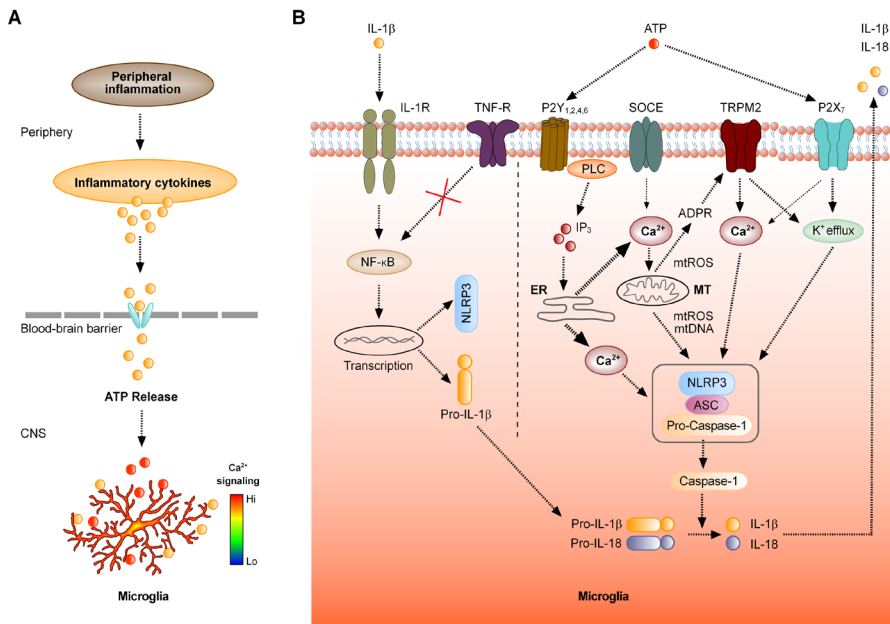 A
Peripheral
inflammation
Periphery
Inflammatory cytokines
Blood-brain barrier
ATP Release
CNS
Ca²⁺
signaling
Hi
Lo
Microglia
B
IL-1β
ATP
IL-1β
IL-18
IL-1R
TNF-R
P2Y₁,₂,₄,₆
SOCE
TRPM2
P2X₇
PLC
IP₃
ADPR
Ca²⁺
Ca²⁺
K⁺ efflux
NF-κB
mtROS
ER
MT
NLRP3
mtROS
mtDNA
Transcription
Ca²⁺
Pro-IL-1β
NLRP3
ASC
Pro-Caspase-1
Caspase-1
Pro-IL-1β
IL-1β
Pro-IL-18
IL-18
Microglia